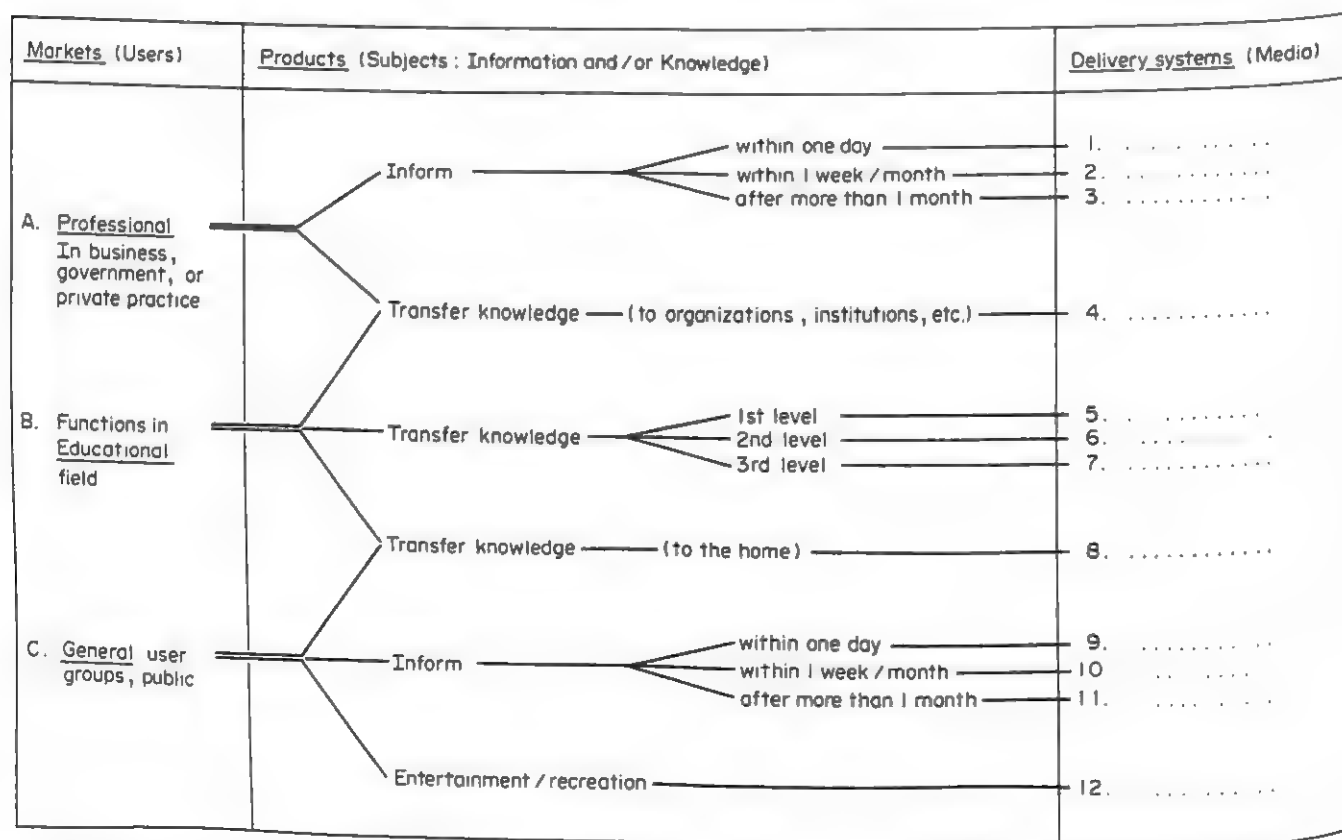 Markets (Users)
Products (Subjects : Information and/or Knowledge)
Delivery systems (Media)
A. Professional
In business,
government, or
private practice
Inform
within one day
1. . . . . . . .
within 1 week/month
2. . . . . . . .
after more than 1 month
3. . . . . . . .
Transfer knowledge
(to organizations, institutions, etc.)
4. . . . . . . . . . .
B. Functions in
Educational
field
Transfer knowledge
1st level
5. . . . . . . . . .
2nd level
6. . . . . .
3rd level
7. . . . . . . . . .
Transfer knowledge
(to the home)
8. . . . . . . . . . .
C. General user
groups, public
Inform
within one day
9. . . . . . . .
within 1 week/month
10 . . . . . .
after more than 1 month
11. . . . . . . .
Entertainment/recreation
12. . . . . . . .